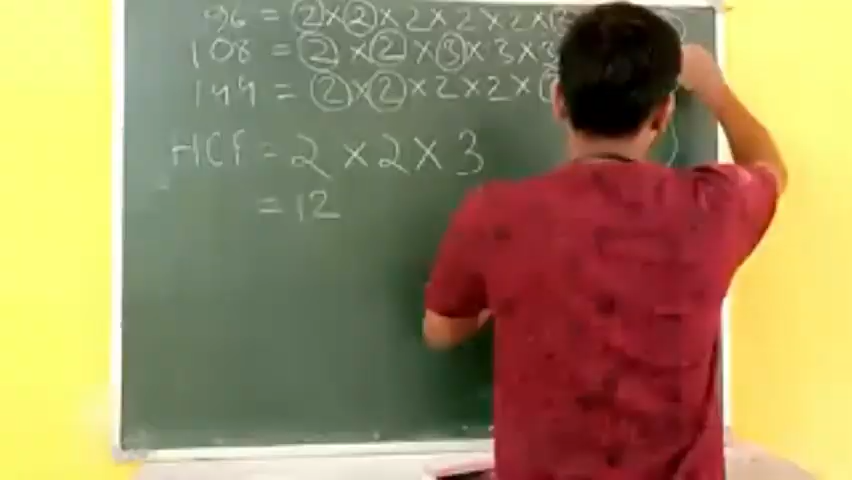 96 = 2 × 2 × 2 × 2 × 2 × 3
108 = 2 × 2 × 3 × 3 × 3
144 = 2 × 2 × 2 × 2 ×
HCF = 2 × 2 × 3
= 12